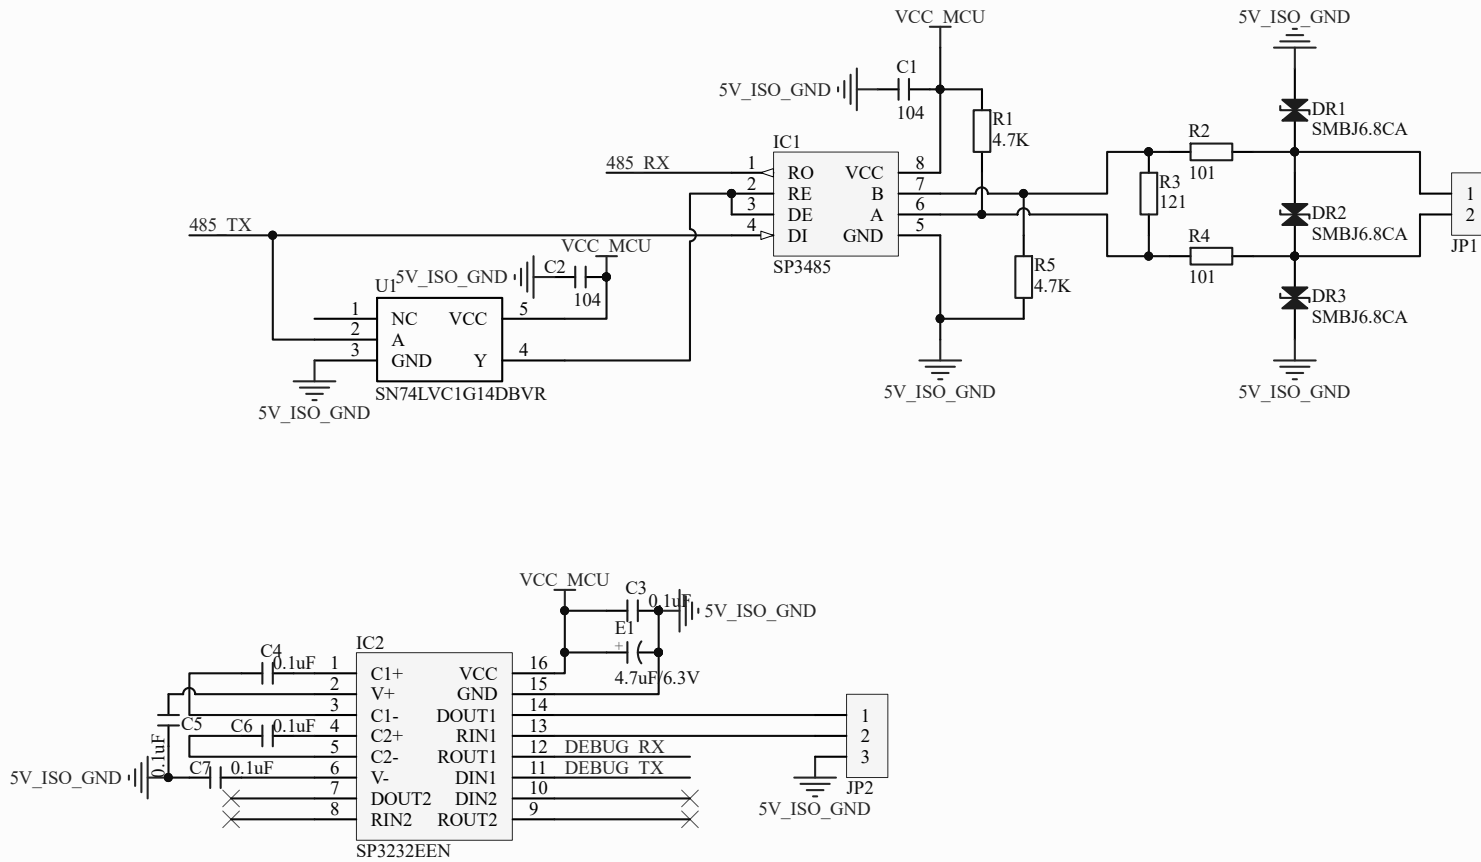 VCC_MCU
5V_ISO_GND
5V_ISO_GND
C1
104
R1
4.7K
DR1
SMBJ6.8CA
IC1
485_RX
1 RO VCC 8
2 RE B 7
3 DE A 6
4 DI GND 5
SP3485
R2
101
R3
121
R4
101
DR2
SMBJ6.8CA
1
2
JP1
485_TX
VCC_MCU
5V_ISO_GND
C2
104
R5
4.7K
DR3
SMBJ6.8CA
U1
1 NC VCC 5
2 A
3 GND Y 4
SN74LVC1G14DBVR
5V_ISO_GND
5V_ISO_GND
5V_ISO_GND
VCC_MCU
C3
0.1uF
5V_ISO_GND
E1
+
4.7uF/6.3V
IC2
C4
0.1uF
1 C1+ VCC 16
2 V+ GND 15
3 C1- DOUT1 14
4 C2+ RIN1 13
5 C2- ROUT1 12 DEBUG_RX
6 V- DIN1 11 DEBUG_TX
7 DOUT2 DIN2 10
8 RIN2 ROUT2 9
SP3232EEN
C5
0.1uF
C6
0.1uF
C7
0.1uF
5V_ISO_GND
1
2
3
JP2
5V_ISO_GND